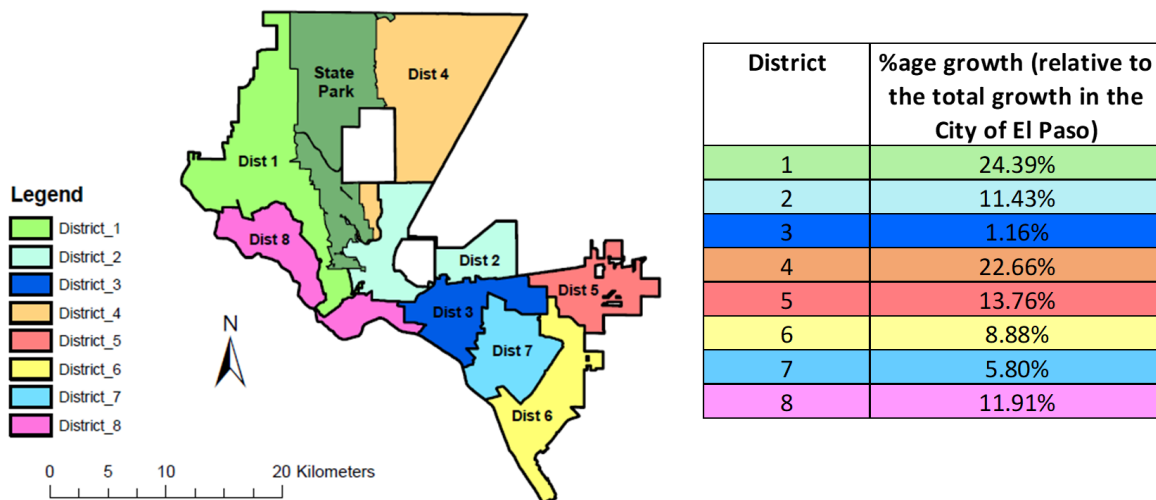 State
Park
Dist 4
Dist 1
Dist 8
Dist 2
Dist 5
Dist 3
Dist 7
Dist 6
Legend
District_1
District_2
District_3
District_4
District_5
District_6
District_7
District_8
N
0 5 10 20 Kilometers
District %age growth (relative to
the total growth in the
City of El Paso)
1 24.39%
2 11.43%
3 1.16%
4 22.66%
5 13.76%
6 8.88%
7 5.80%
8 11.91%